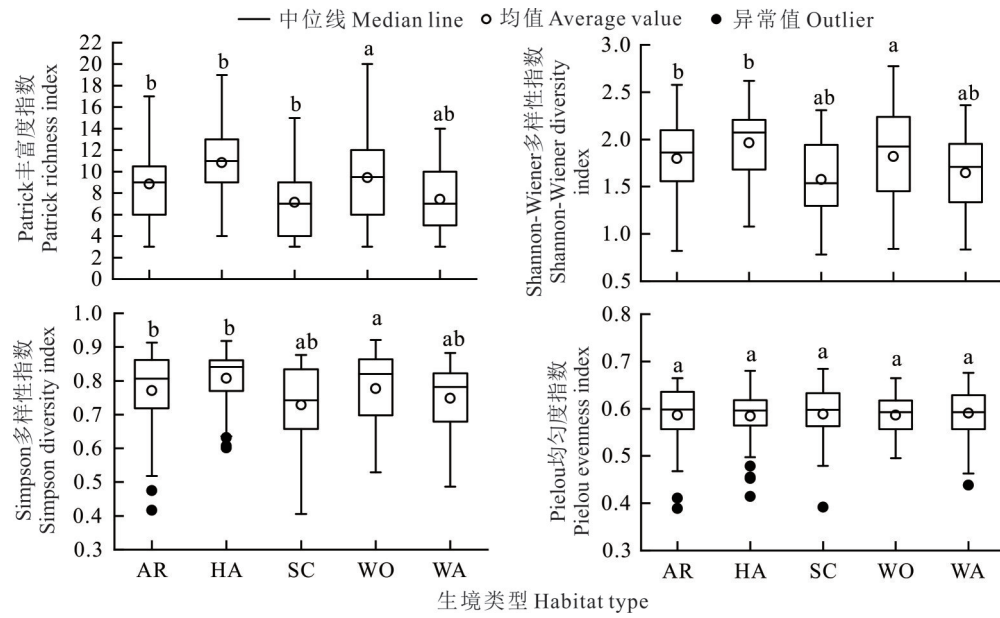 中位线 Median line 均值 Average value 异常值 Outlier
Patrick丰富度指数
Patrick richness index
22
20
18
16
14
12
10
8
6
4
2
0
b b b a ab
Shannon-Wiener多样性指数
Shannon-Wiener diversity
index
3.0
2.5
2.0
1.5
1.0
0.5
b b ab a ab
Simpson多样性指数
Simpson diversity index
1.0
0.9
0.8
0.7
0.6
0.5
0.4
0.3
b b ab a ab
AR HA SC WO WA
Pielou均匀度指数
Pielou evenness index
0.8
0.7
0.6
0.5
0.4
0.3
a a a a a
AR HA SC WO WA
生境类型 Habitat type